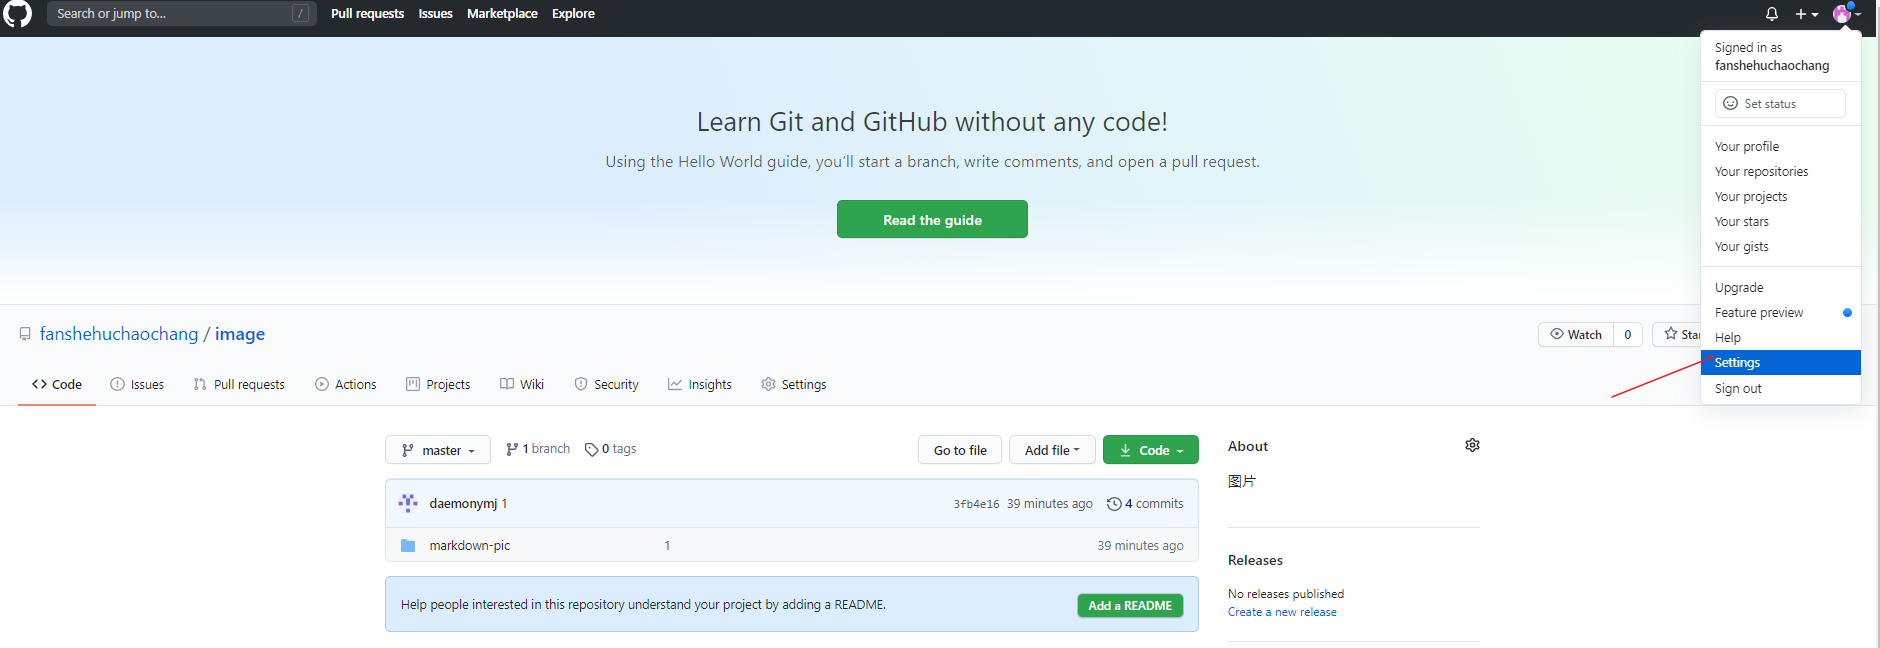 Search or jump to... /
Pull requests Issues Marketplace Explore
Signed in as
fanshehuchaochang
Set status
Your profile
Your repositories
Your projects
Your stars
Your gists
Upgrade
Feature preview
Help
Settings
Sign out
Learn Git and GitHub without any code!
Using the Hello World guide, you’ll start a branch, write comments, and open a pull request.
Read the guide
fanshehuchaochang / image
Watch 0
Star
Code Issues Pull requests Actions Projects Wiki Security Insights Settings
master 1 branch 0 tags Go to file Add file Code
daemonymj 1 3fb4e16 39 minutes ago 4 commits
markdown-pic 1 39 minutes ago
Help people interested in this repository understand your project by adding a README. Add a README
About
图片
Releases
No releases published
Create a new release